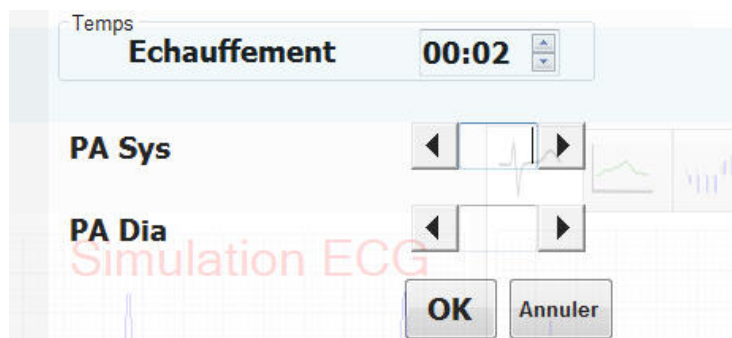 Temps
Echauffement 00:02
PA Sys
PA Dia
Simulation ECG
OK Annuler